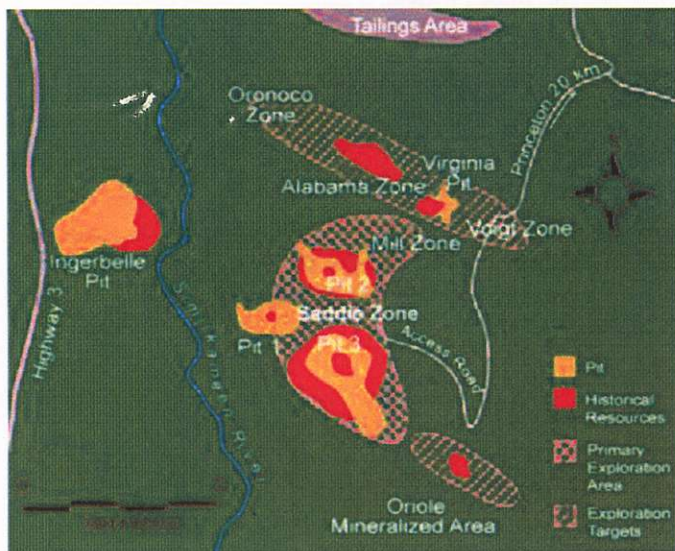 Tailings Area
Princeton 20 km
Oronoco
Zone
Virginia
Pit
Alabama Zone
Voigt Zone
Mill Zone
Ingerbelle
Pit
Pit 2
Saddle Zone
Pit
Pit 3
Highway 3
Similkameen River
Access Road
Pit
Historical
Resources
Primary
Exploration
Area
Exploration
Targets
Oriole
Mineralized Area